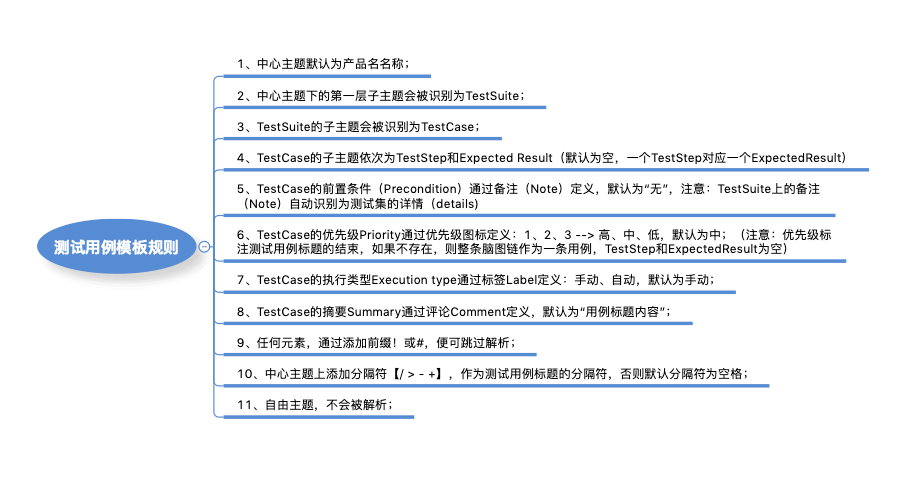 1、中心主题默认为产品名名称；
2、中心主题下的第一层子主题会被识别为TestSuite；
3、TestSuite的子主题会被识别为TestCase；
4、TestCase的子主题依次为TestStep和Expected Result（默认为空，一个TestStep对应一个ExpectedResult）
5、TestCase的前置条件（Precondition）通过备注（Note）定义，默认为“无”，注意：TestSuite上的备注
（Note）自动识别为测试集的详情（details)
测试用例模板规则
6、TestCase的优先级Priority通过优先级图标定义：1、2、3 --> 高、中、低，默认为中；（注意：优先级标
注测试用例标题的结束，如果不存在，则整条脑图链作为一条用例，TestStep和ExpectedResult为空）
7、TestCase的执行类型Execution type通过标签Label定义：手动、自动，默认为手动；
8、TestCase的摘要Summary通过评论Comment定义，默认为“用例标题内容”；
9、任何元素，通过添加前缀！或#，便可跳过解析；
10、中心主题上添加分隔符【/ > - +】，作为测试用例标题的分隔符，否则默认分隔符为空格；
11、自由主题，不会被解析；